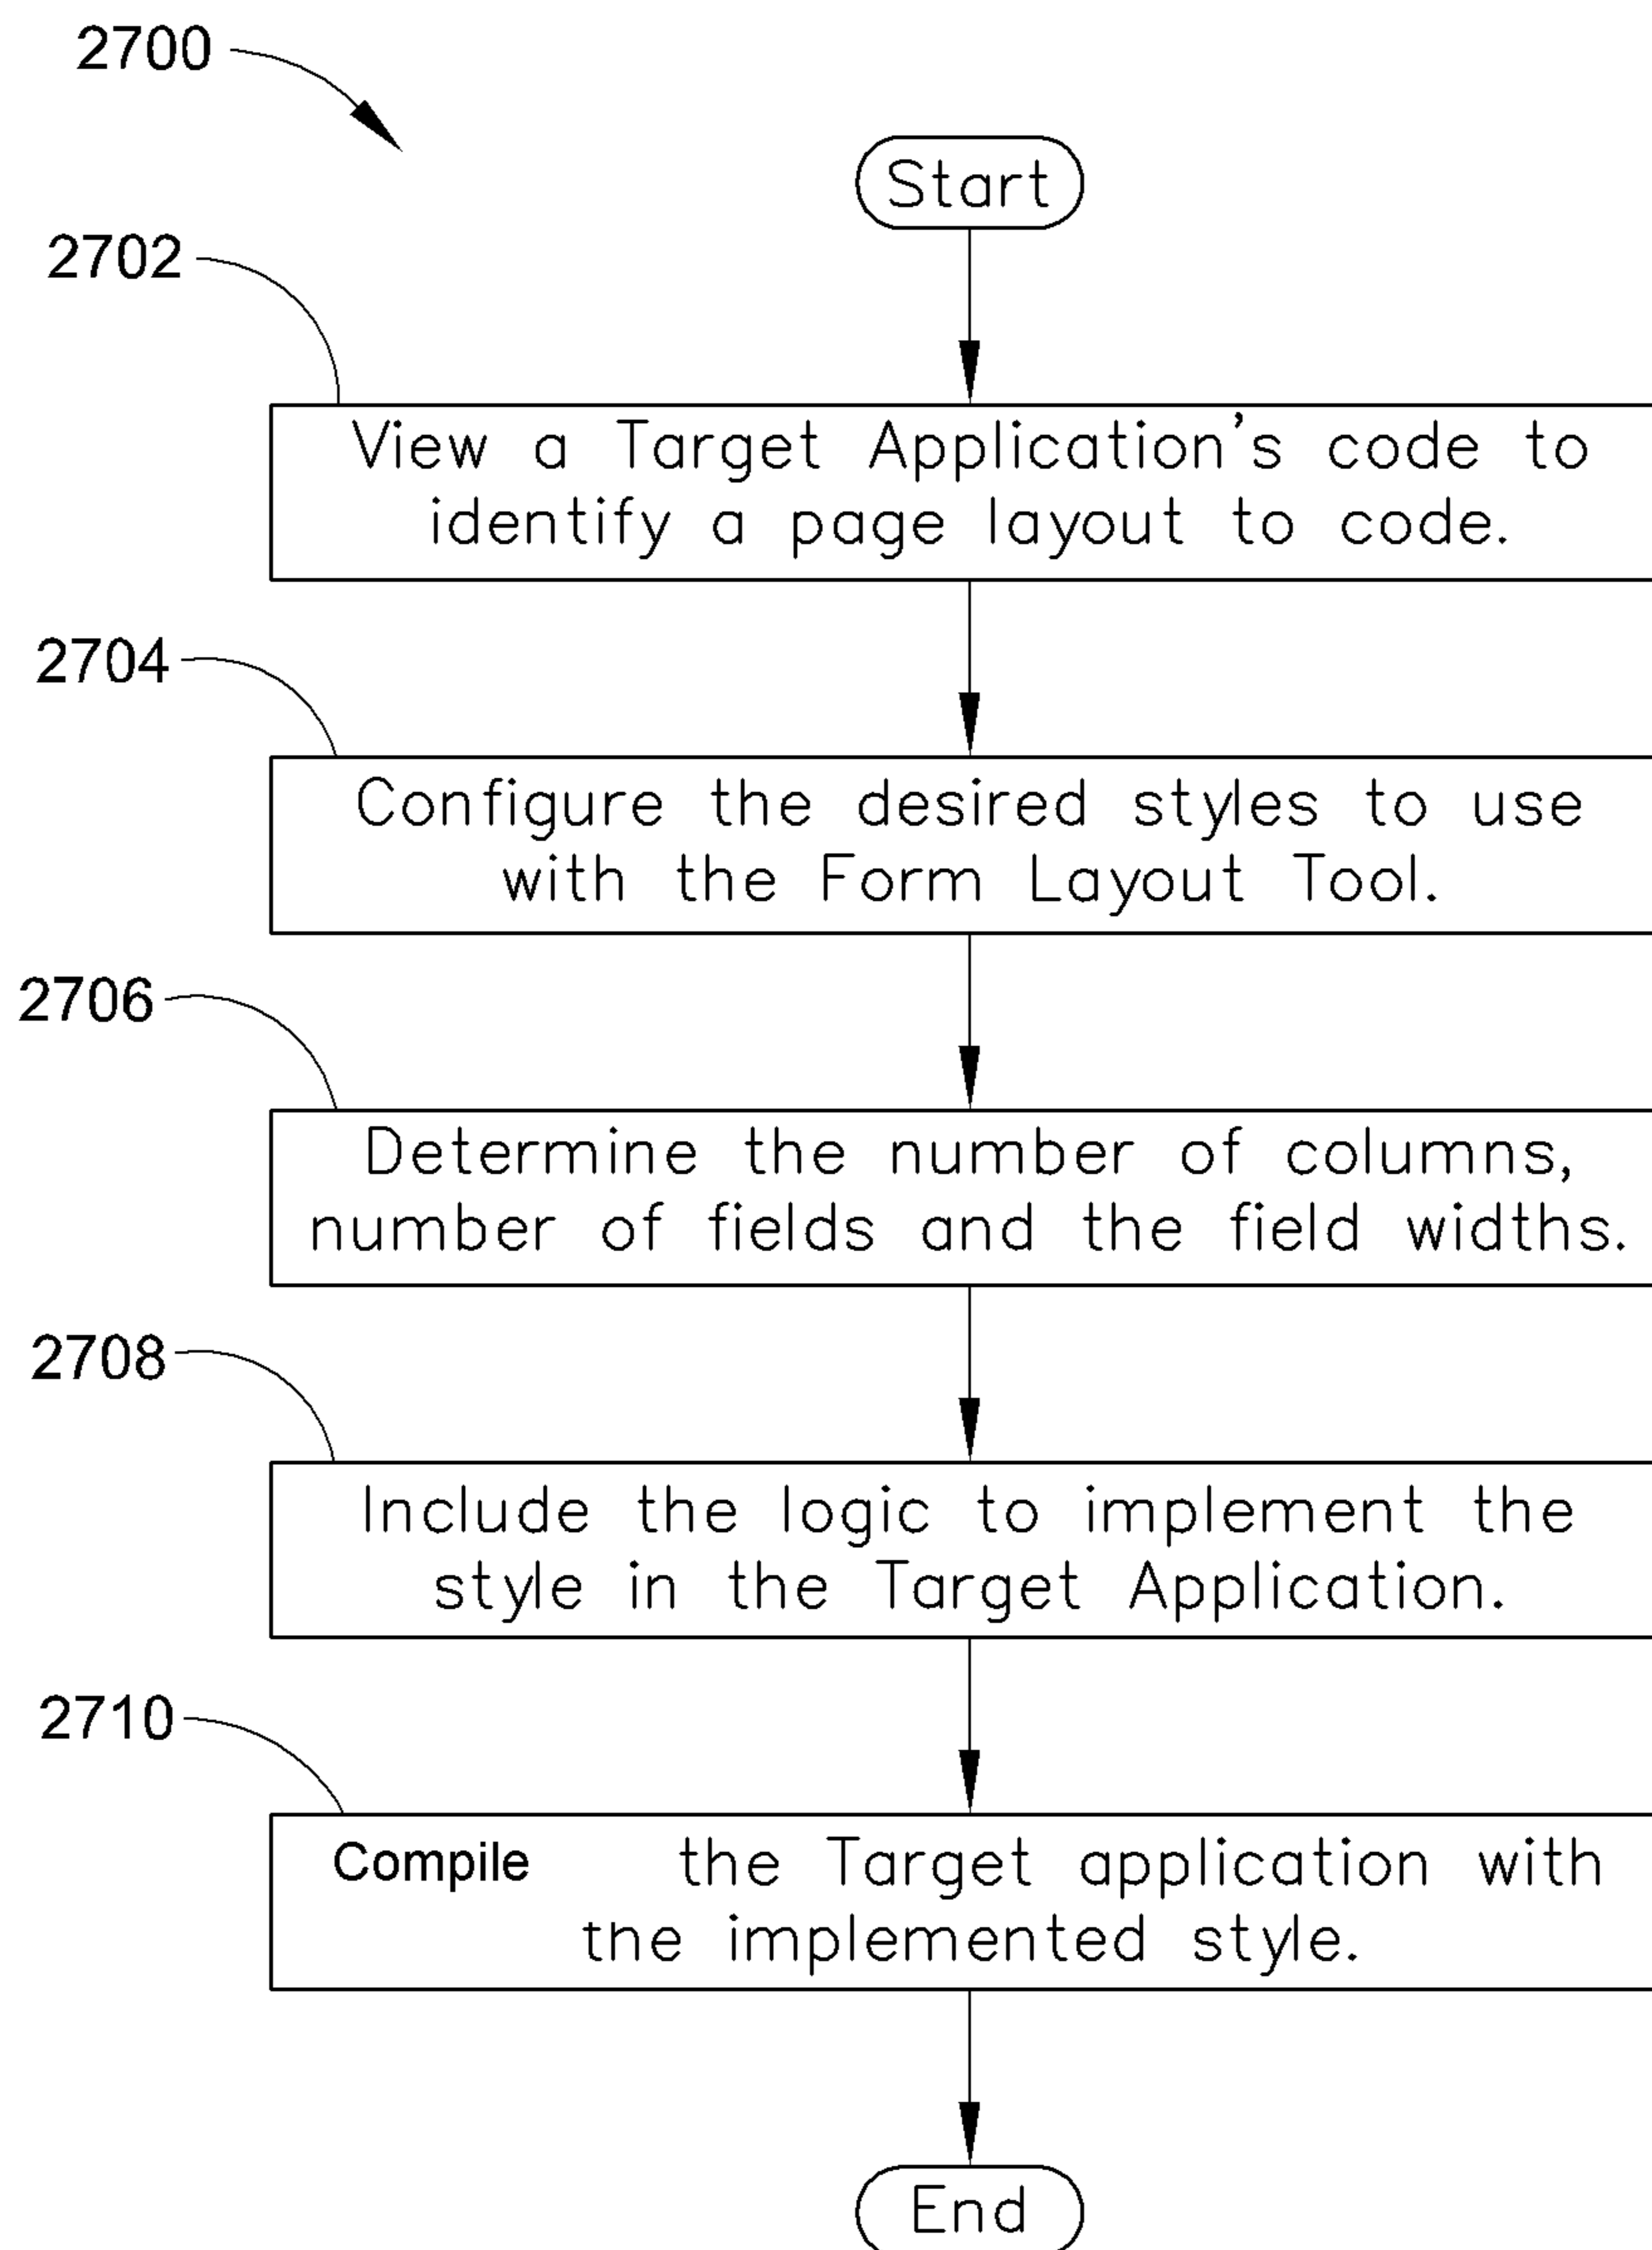 2700
Start
2702
View a Target Application's code to
identify a page layout to code.
2704
Configure the desired styles to use
with the Form Layout Tool.
2706
Determine the number of columns,
number of fields and the field widths.
2708
Include the logic to implement the
style in the Target Application.
2710
Compile the Target application with
the implemented style.
End